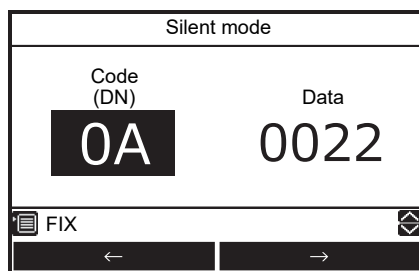 Silent mode
Code
(DN)
Data
0A
0022
FIX
← →